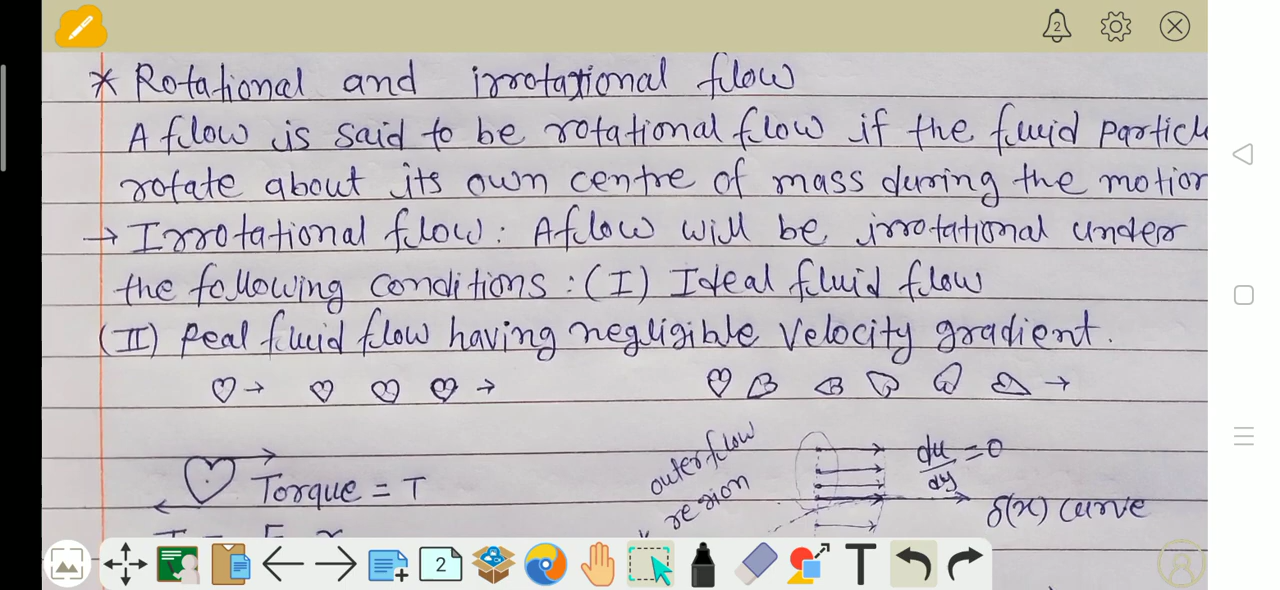 * Rotational and irrotational flow
A flow is said to be rotational flow if the fluid particl
rotate about its own centre of mass during the motion
→ Irrotational flow: A flow will be irrotational under
the following conditions: (I) Ideal fluid flow
(II) Real fluid flow having negligible velocity gradient.
Torque = T
outer flow
region
du/dy = 0
δ(x) curve
2
2
T